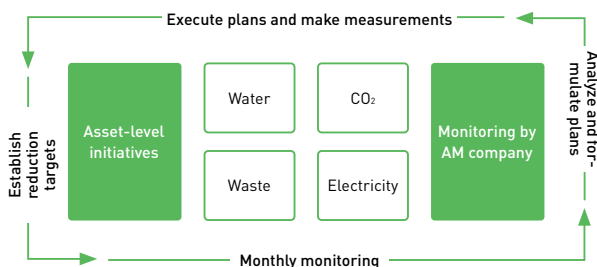 Execute plans and make measurements
Establish
reduction
targets
Asset-level
initiatives
Water
CO₂
Waste
Electricity
Monitoring by
AM company
Analyze and for-
mulate plans
Monthly monitoring